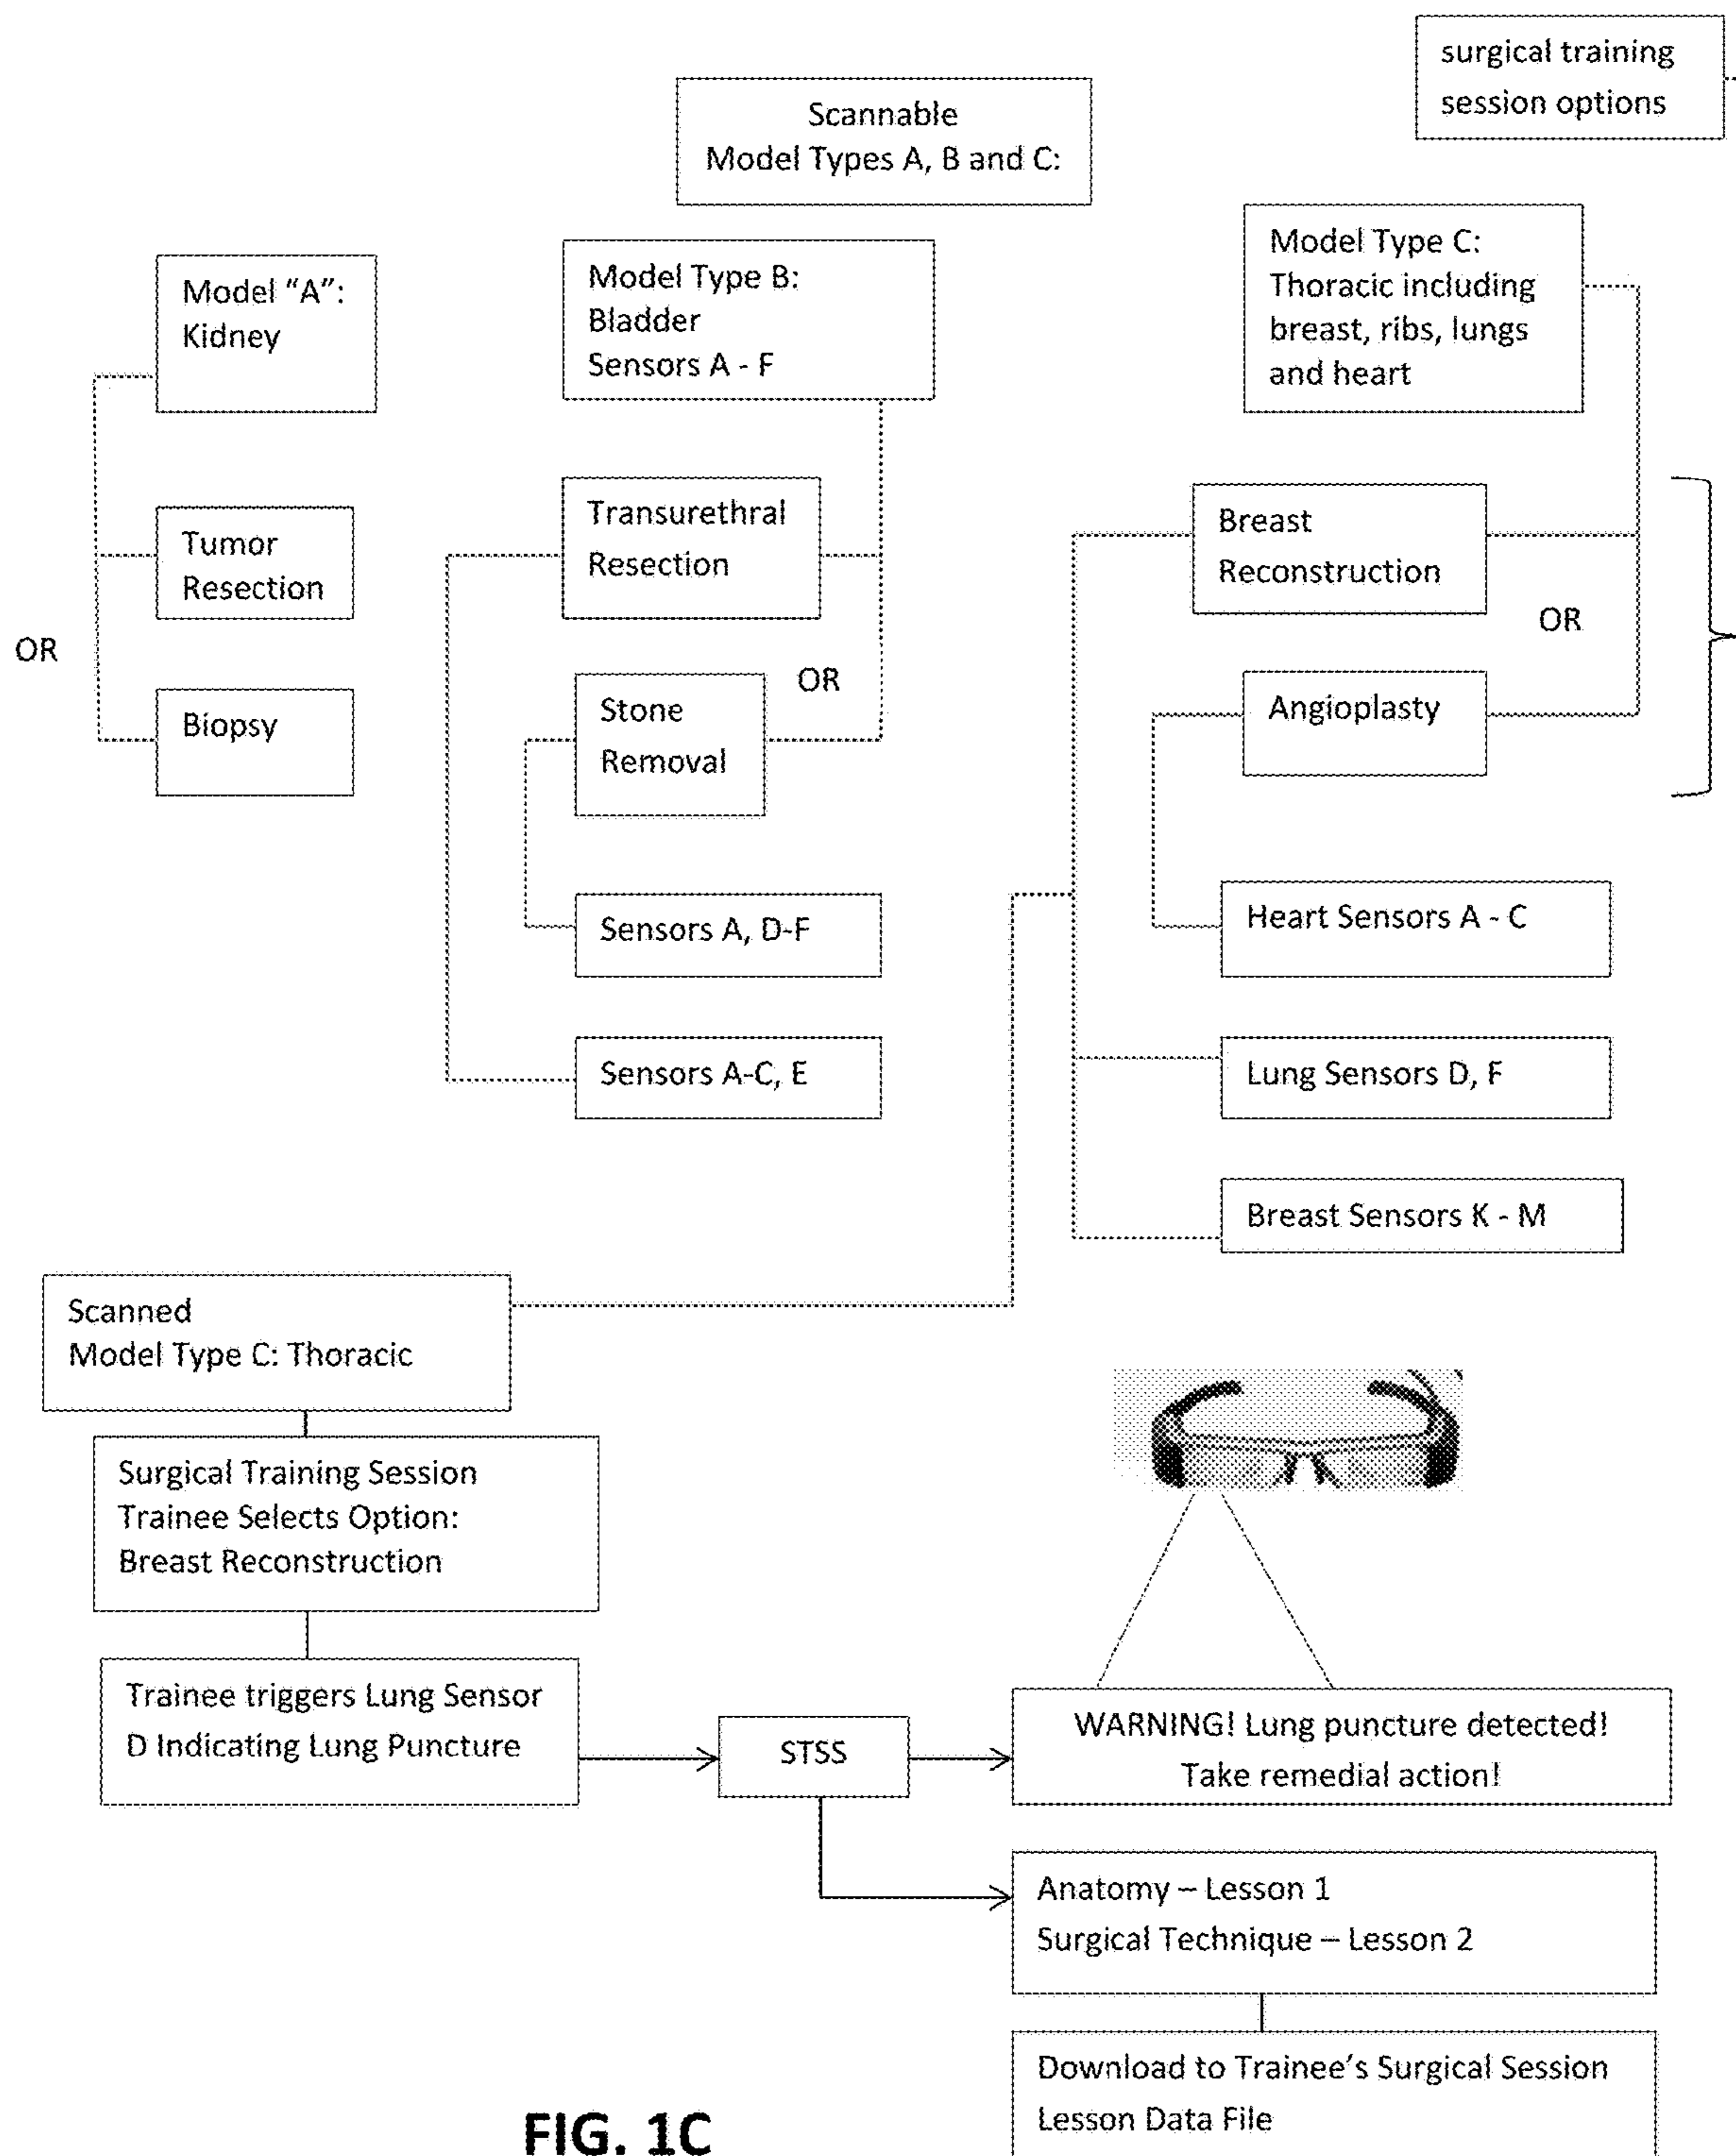 surgical training
session options
Scannable
Model Types A, B and C:
Model "A":
Kidney
Model Type B:
Bladder
Sensors A - F
Model Type C:
Thoracic including
breast, ribs, lungs
and heart
Tumor
Resection
OR
Biopsy
Transurethral
Resection
OR
Stone
Removal
Sensors A, D-F
Sensors A-C, E
Breast
Reconstruction
OR
Angioplasty
Heart Sensors A - C
Lung Sensors D, F
Breast Sensors K - M
Scanned
Model Type C: Thoracic
Surgical Training Session
Trainee Selects Option:
Breast Reconstruction
Trainee triggers Lung Sensor
D Indicating Lung Puncture
STSS
WARNING! Lung puncture detected!
Take remedial action!
Anatomy – Lesson 1
Surgical Technique – Lesson 2
Download to Trainee's Surgical Session
Lesson Data File
FIG. 1C